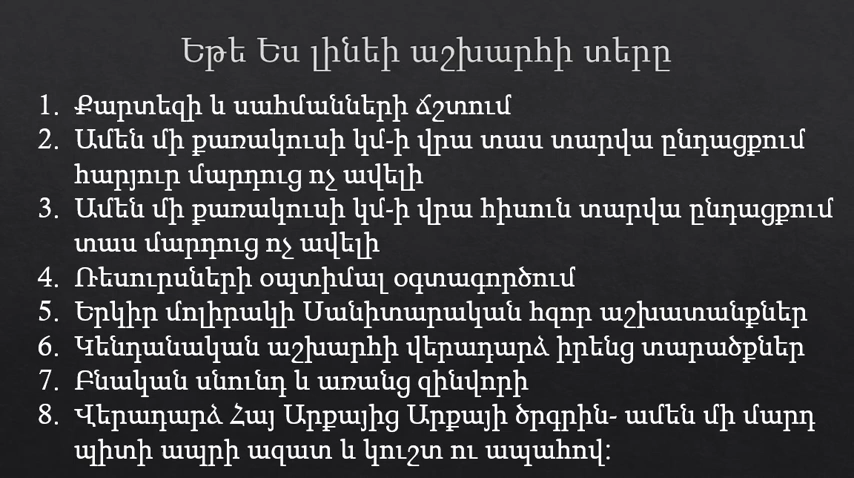 Եթե Ես լինեի աշխարհի տերը
1. Քարտեզի և սահմանների ճշտում
2. Ամեն մի քառակուսի կմ-ի վրա տաս տարվա ընդացքում
հարյուր մարդուց ոչ ավելի
3. Ամեն մի քառակուսի կմ-ի վրա հիսուն տարվա ընդացքում
տաս մարդուց ոչ ավելի
4. Ռեսուրսների օպտիմալ օգտագործում
5. Երկիր մոլիրակի Սանիտարական հզոր աշխատանքներ
6. Կենդանական աշխարհի վերադարձ իրենց տարածքներ
7. Բնական սնունդ և առանց զինվորի
8. Վերադարձ Հայ Արքայից Արքայի ծրգրին- ամեն մի մարդ
պիտի ապրի ազատ և կուշտ ու ապահով: